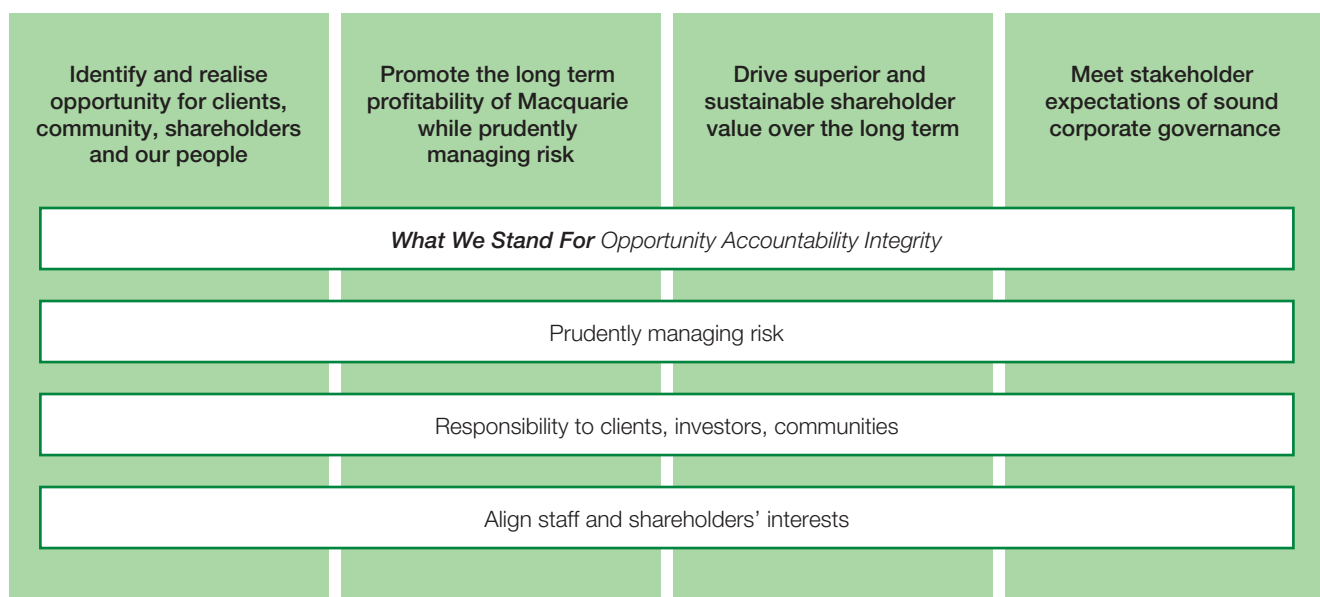 Identify and realise
opportunity for clients,
community, shareholders
and our people
Promote the long term
profitability of Macquarie
while prudently
managing risk
Drive superior and
sustainable shareholder
value over the long term
Meet stakeholder
expectations of sound
corporate governance
What We Stand For Opportunity Accountability Integrity
Prudently managing risk
Responsibility to clients, investors, communities
Align staff and shareholders’ interests